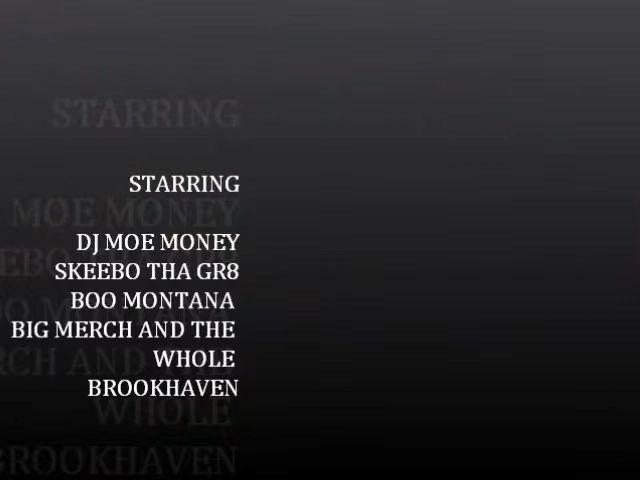 STARRING
DJ MOE MONEY
SKEEBO THA GR8
BOO MONTANA
BIG MERCH AND THE
WHOLE
BROOKHAVEN